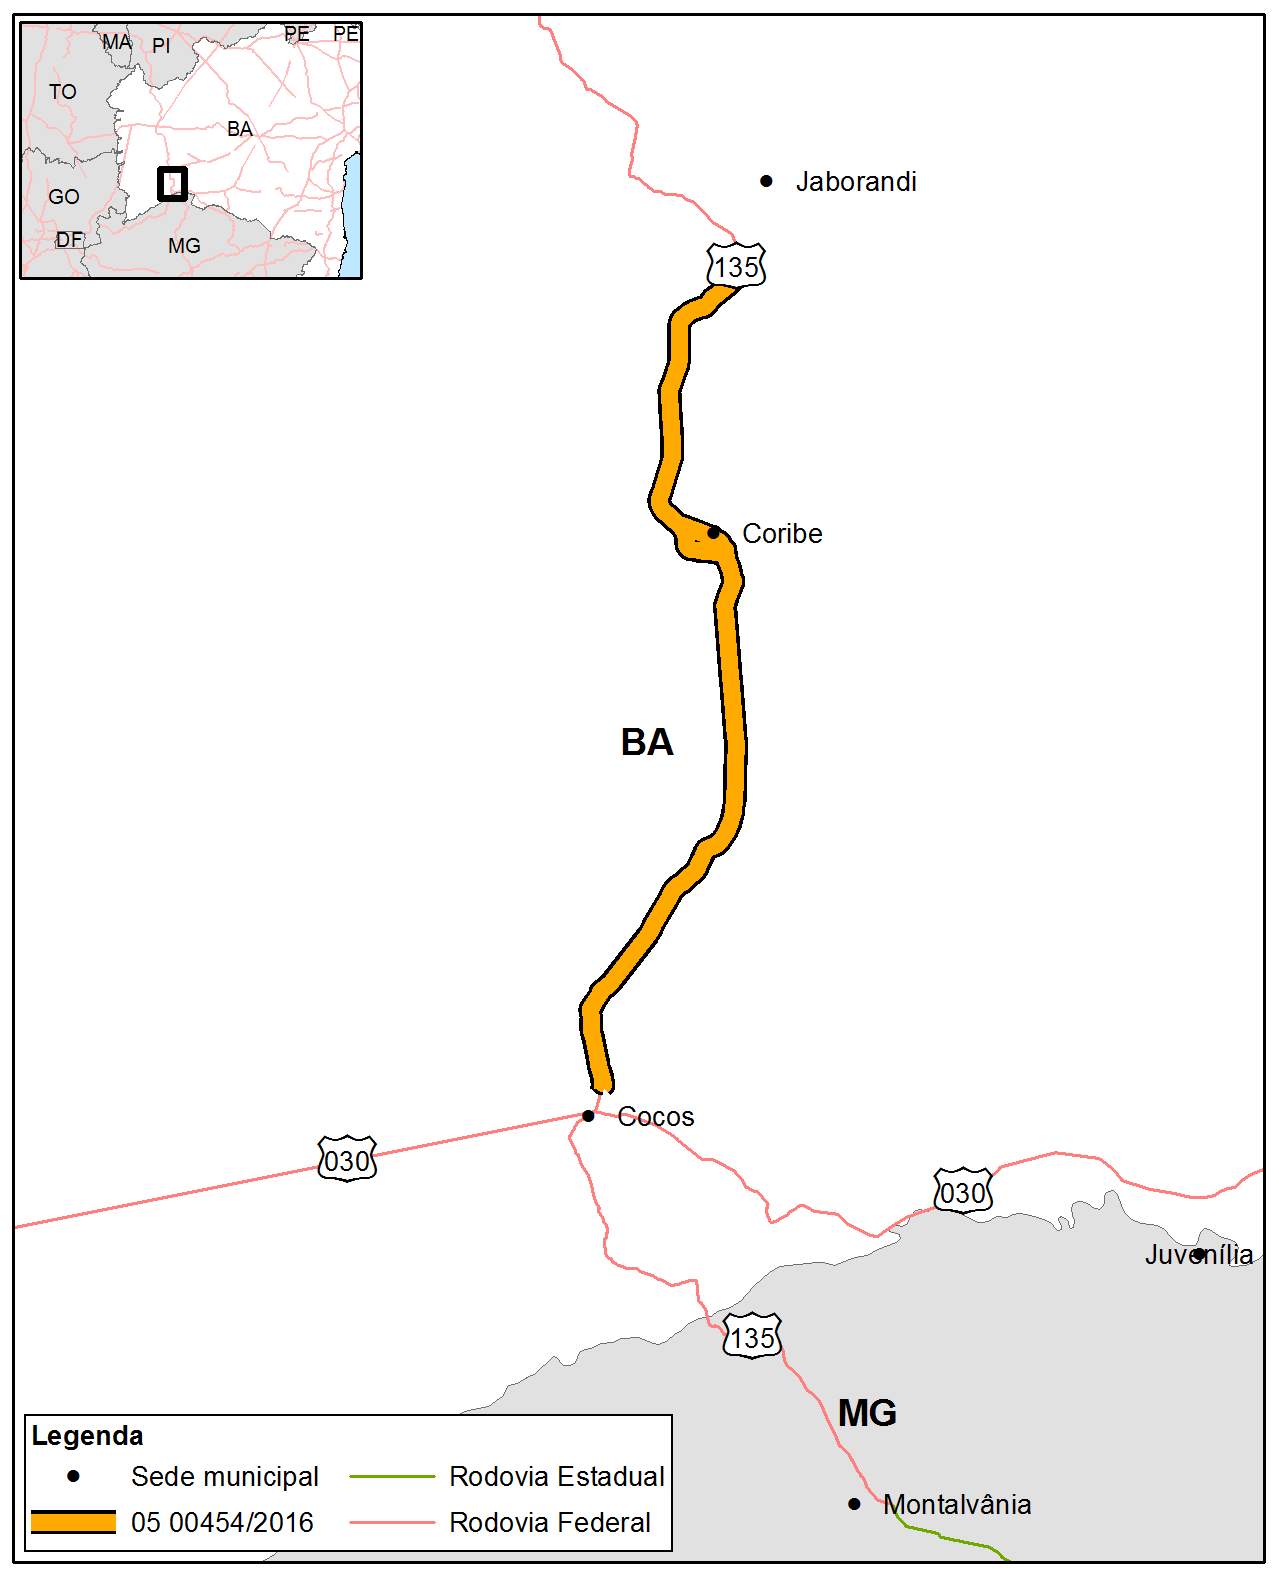 MA PI PE PE
TO
BA
GO
DF
MG
Jaborandi
135
Coribe
BA
Cocos
030
030
Juvenília
135
MG
Montalvânia
Legenda
Sede municipal
Rodovia Estadual
05 00454/2016
Rodovia Federal